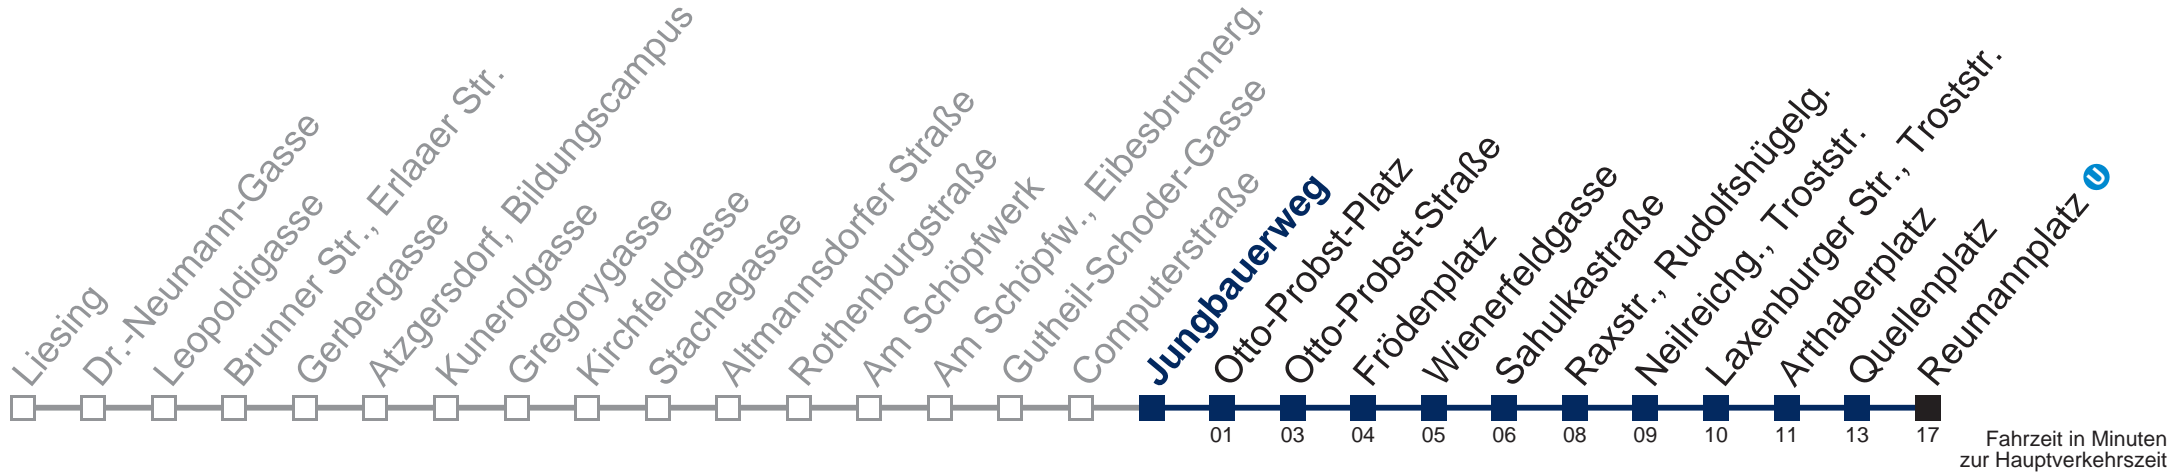 Liesing
Dr.-Neumann-Gasse
Leopoldigasse
Brunner Str., Erlaaer Str.
Gerbergasse
Atzgersdorf, Bildungscampus
Kunerolgasse
Gregorygasse
Kirchfeldgasse
Stachegasse
Altmannsdorfer Straße
Rothenburgstraße
Am Schöpfwerk
Am Schöpfw., Eibesbrunnerg.
Gutheil-Schoder-Gasse
Computerstraße
Jungbauerweg
Otto-Probst-Platz
Otto-Probst-Straße
Frödenplatz
Wienerfeldgasse
Sahulkastraße
Raxstr., Rudolfshügelg.
Neilreichg., Troststr.
Laxenburger Str., Troststr.
Arthaberplatz
Quellenplatz
Reumannplatz U
01 03 04 05 06 08 09 10 11 13 17
Fahrzeit in Minuten
zur Hauptverkehrszeit